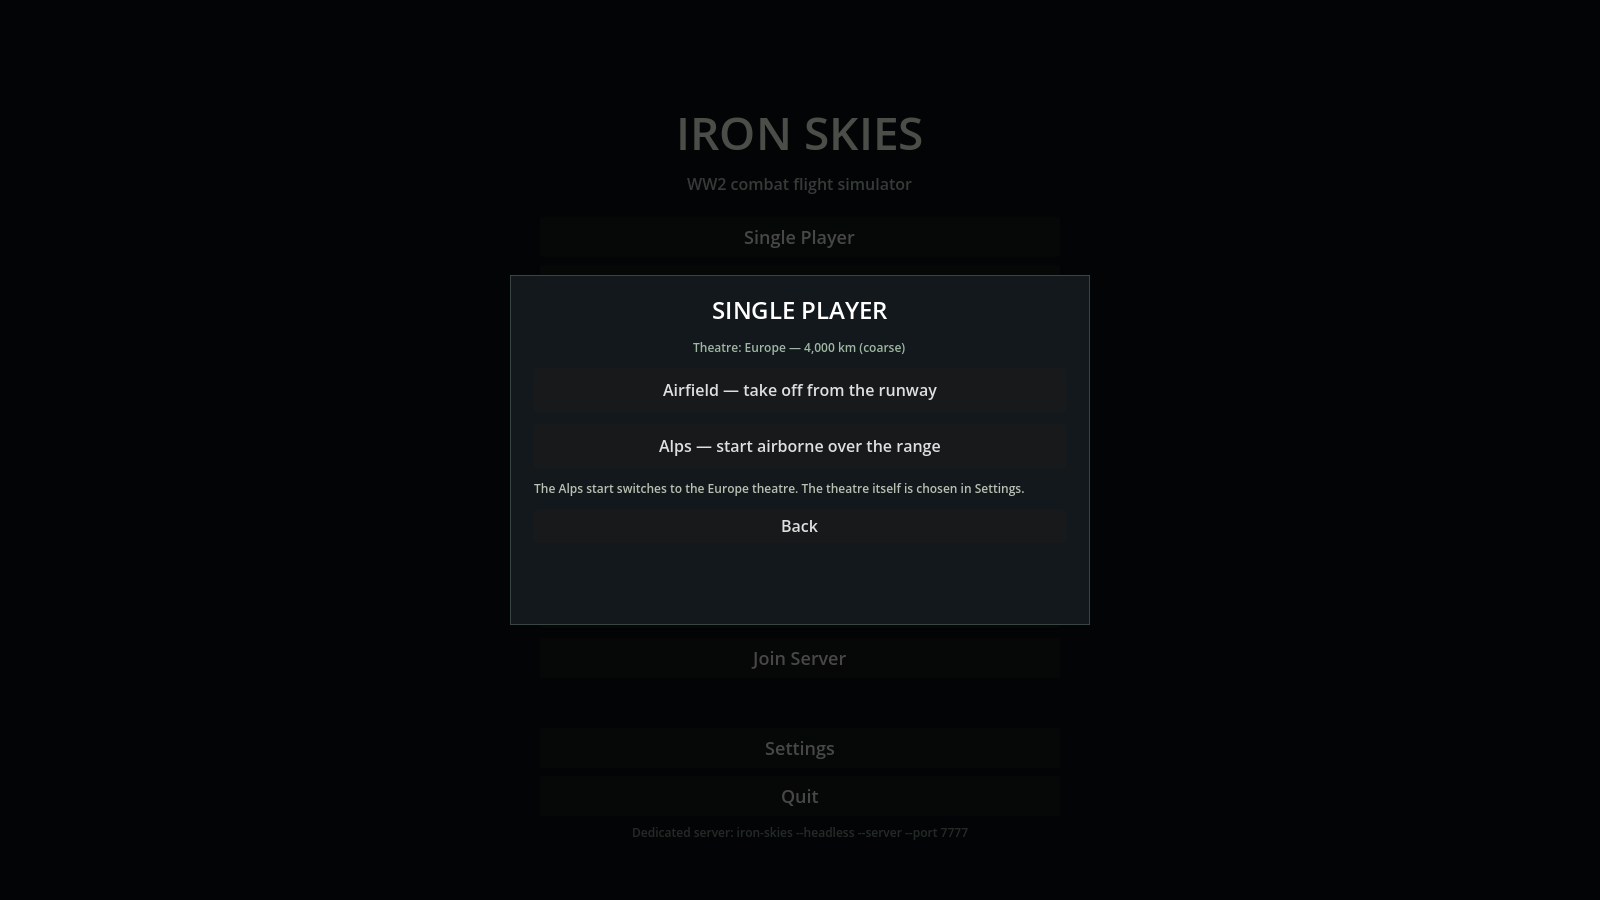 IRON SKIES
WW2 combat flight simulator
Single Player
SINGLE PLAYER
Theatre: Europe — 4,000 km (coarse)
Airfield — take off from the runway
Alps — start airborne over the range
The Alps start switches to the Europe theatre. The theatre itself is chosen in Settings.
Back
Join Server
Settings
Quit
Dedicated server: iron-skies --headless --server --port 7777